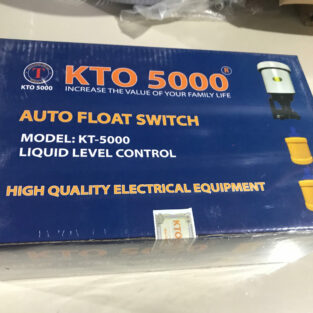 KTO 5000®
KTO 5000
INCREASE THE VALUE OF YOUR FAMILY LIFE
AUTO FLOAT SWITCH
MODEL: KT-5000
LIQUID LEVEL CONTROL
HIGH QUALITY ELECTRICAL EQUIPMENT
KTO